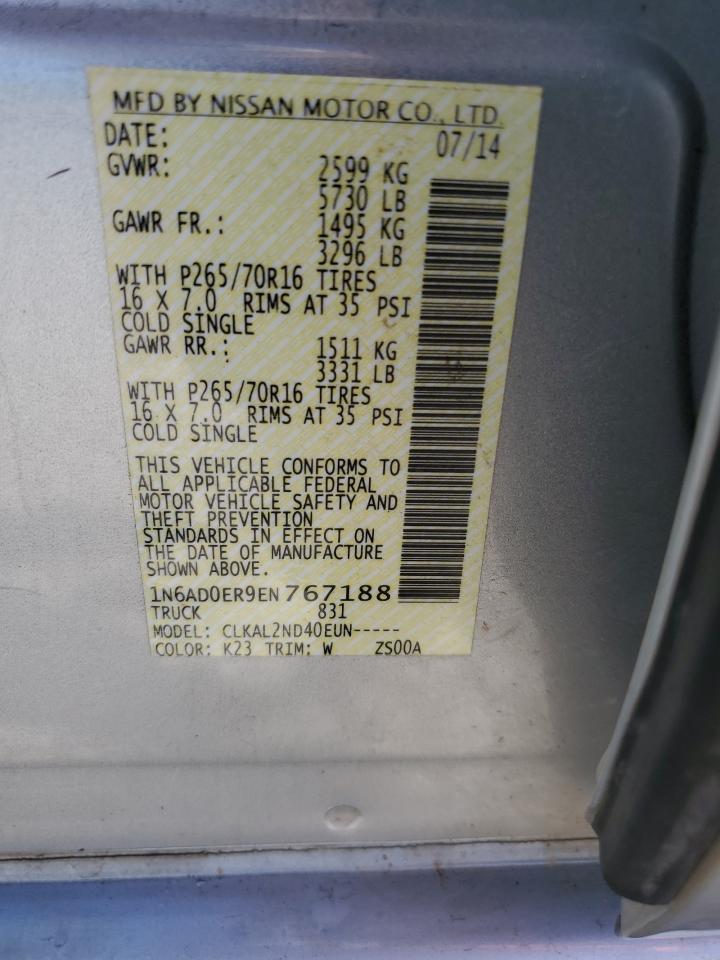 MFD BY NISSAN MOTOR CO., LTD.
DATE: 07/14
GVWR: 2599 KG
5730 LB
GAWR FR.: 1495 KG
3296 LB
WITH P265/70R16 TIRES
16 X 7.0 RIMS AT 35 PSI
COLD SINGLE
GAWR RR.: 1511 KG
3331 LB
WITH P265/70R16 TIRES
16 X 7.0 RIMS AT 35 PSI
COLD SINGLE
THIS VEHICLE CONFORMS TO
ALL APPLICABLE FEDERAL
MOTOR VEHICLE SAFETY AND
THEFT PREVENTION
STANDARDS IN EFFECT ON
THE DATE OF MANUFACTURE
SHOWN ABOVE.
1N6AD0ER9EN767188
TRUCK 831
MODEL: CLKAL2ND40EUN-----
COLOR: K23 TRIM: W ZS00A